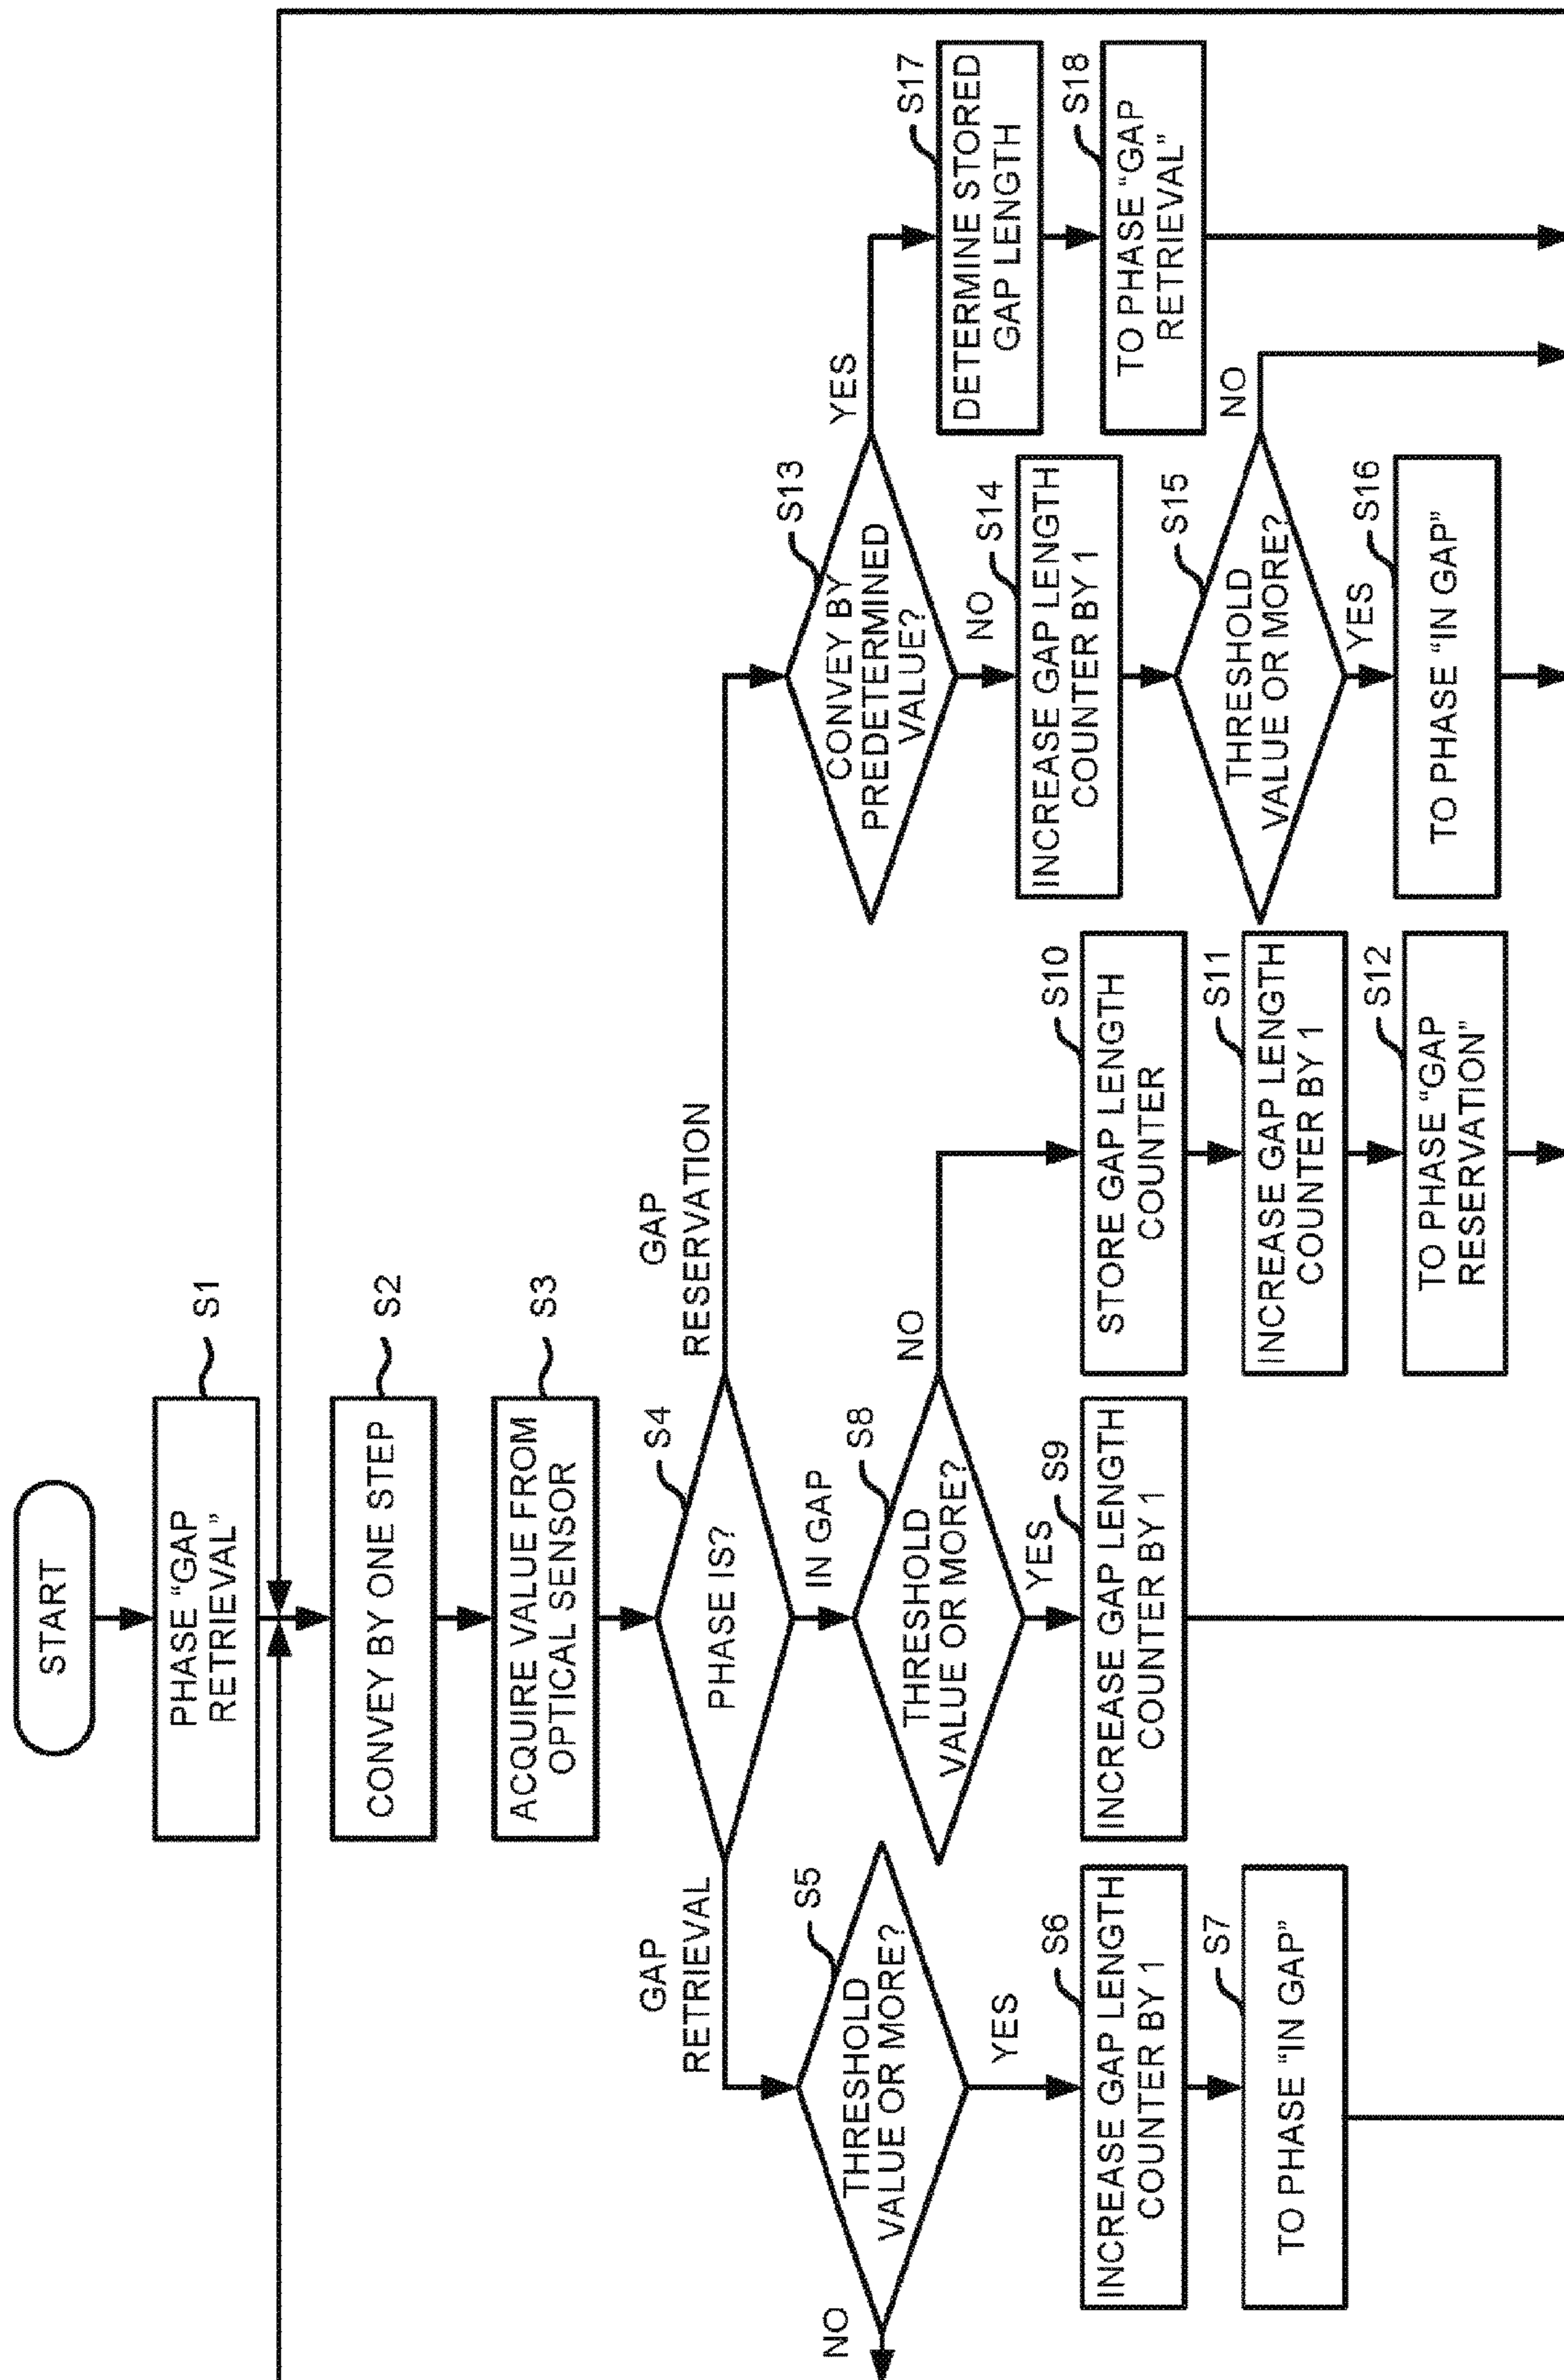 START
PHASE "GAP
RETRIEVAL"
S1
CONVEY BY ONE STEP
S2
ACQUIRE VALUE FROM
OPTICAL SENSOR
S3
PHASE IS?
S4
GAP
RETRIEVAL
IN GAP
GAP
RESERVATION
THRESHOLD
VALUE OR MORE?
S5
NO
YES
INCREASE GAP LENGTH
COUNTER BY 1
S6
TO PHASE "IN GAP"
S7
THRESHOLD
VALUE OR MORE?
S8
NO
YES
INCREASE GAP LENGTH
COUNTER BY 1
S9
STORE GAP LENGTH
COUNTER
S10
INCREASE GAP LENGTH
COUNTER BY 1
S11
TO PHASE "GAP
RESERVATION"
S12
CONVEY BY
PREDETERMINED
VALUE?
S13
YES
NO
INCREASE GAP LENGTH
COUNTER BY 1
S14
THRESHOLD
VALUE OR MORE?
S15
NO
YES
TO PHASE "IN GAP"
S16
DETERMINE STORED
GAP LENGTH
S17
TO PHASE "GAP
RETRIEVAL"
S18